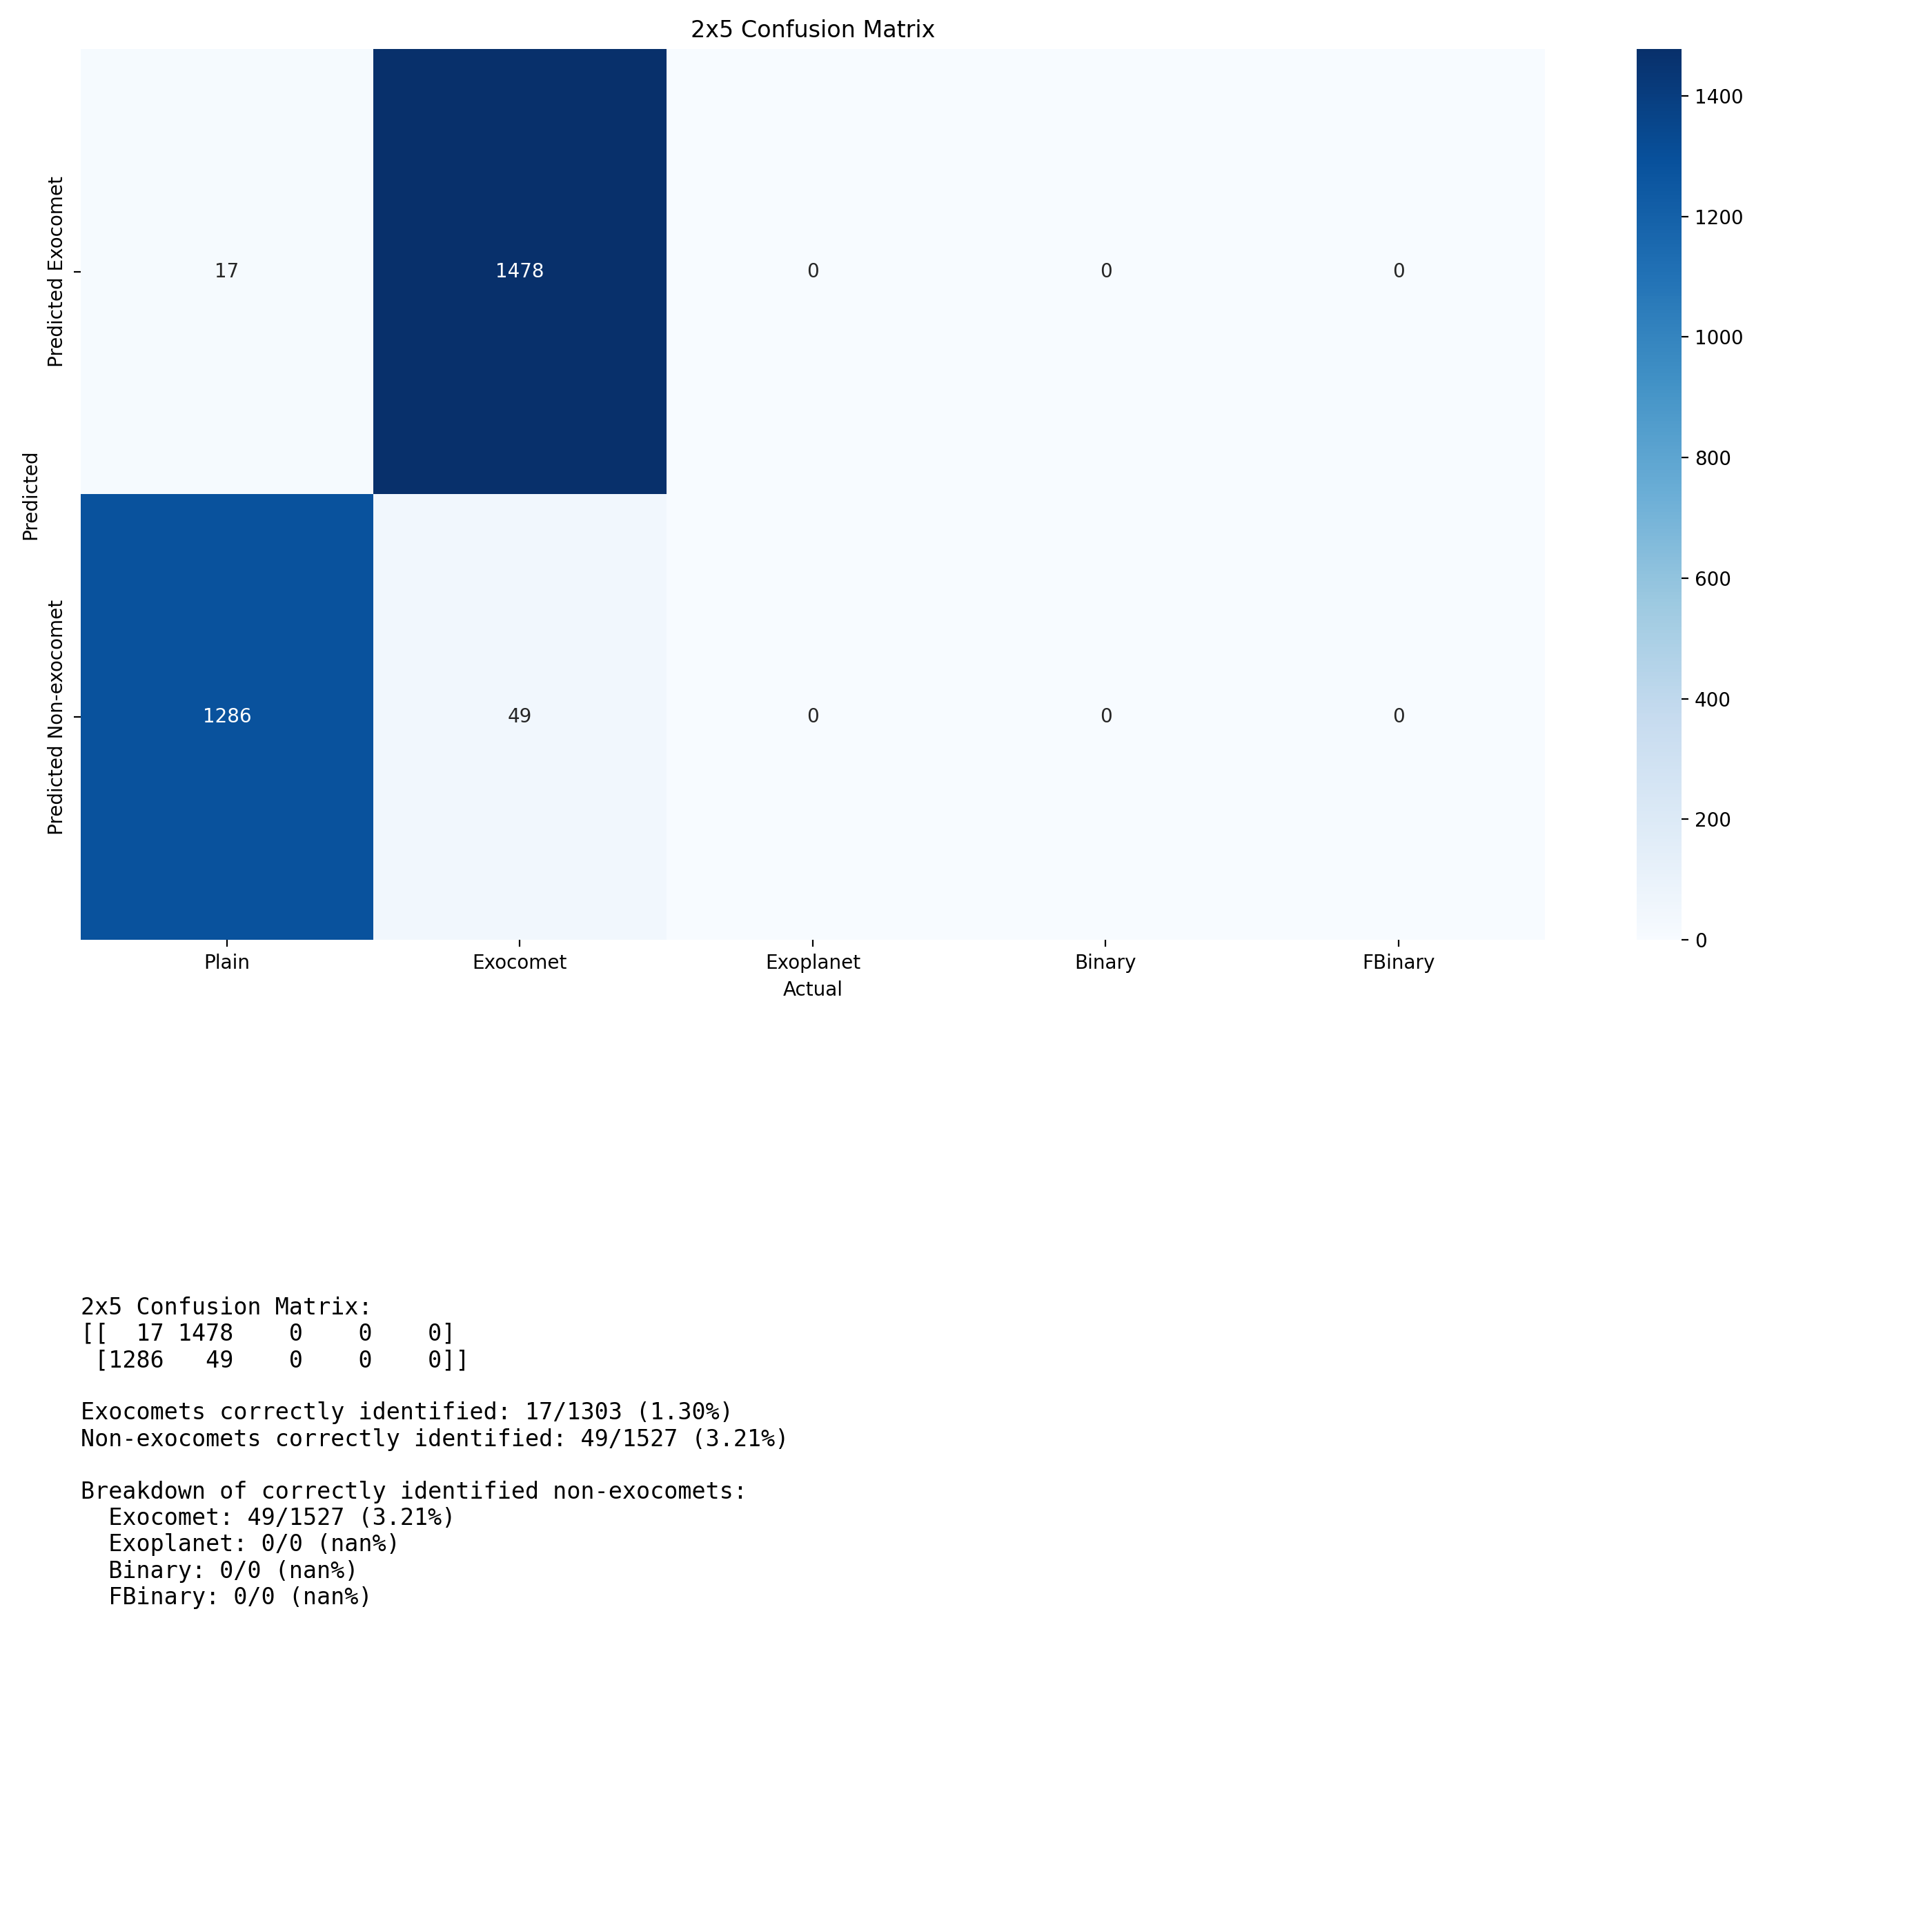 2x5 Confusion Matrix
Predicted
Predicted Exocomet
Predicted Non-exocomet
17 1478 0 0 0
1286 49 0 0 0
Plain Exocomet Exoplanet Binary FBinary
Actual
1400
1200
1000
800
600
400
200
0
2x5 Confusion Matrix:
[[  17 1478    0    0    0]
 [1286   49    0    0    0]]
Exocomets correctly identified: 17/1303 (1.30%)
Non-exocomets correctly identified: 49/1527 (3.21%)
Breakdown of correctly identified non-exocomets:
  Exocomet: 49/1527 (3.21%)
  Exoplanet: 0/0 (nan%)
  Binary: 0/0 (nan%)
  FBinary: 0/0 (nan%)